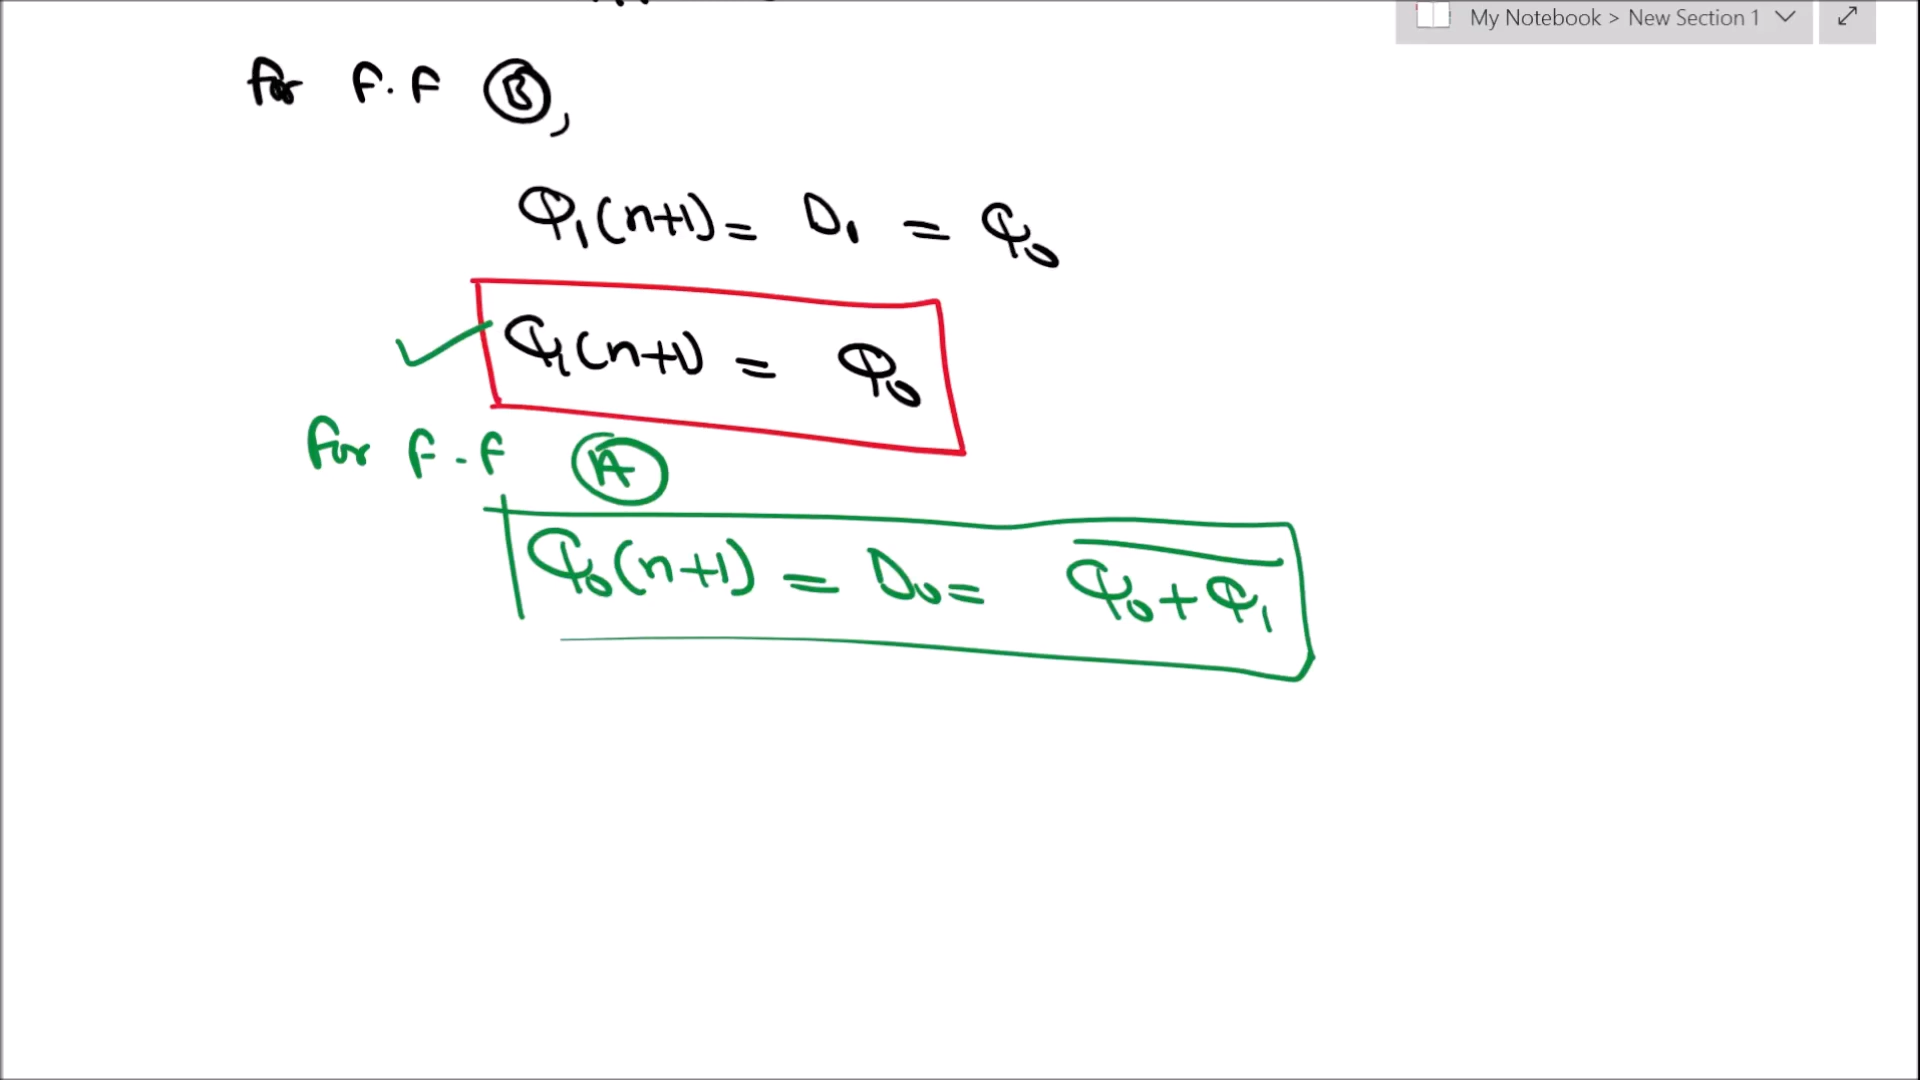 My Notebook > New Section 1
for F.F B,
Q₁(n+1) = D₁ = Q₀
Q₁(n+1) = Q₀
for F-F A
Q₀(n+1) = D₀ = \overline{Q₀+Q₁}